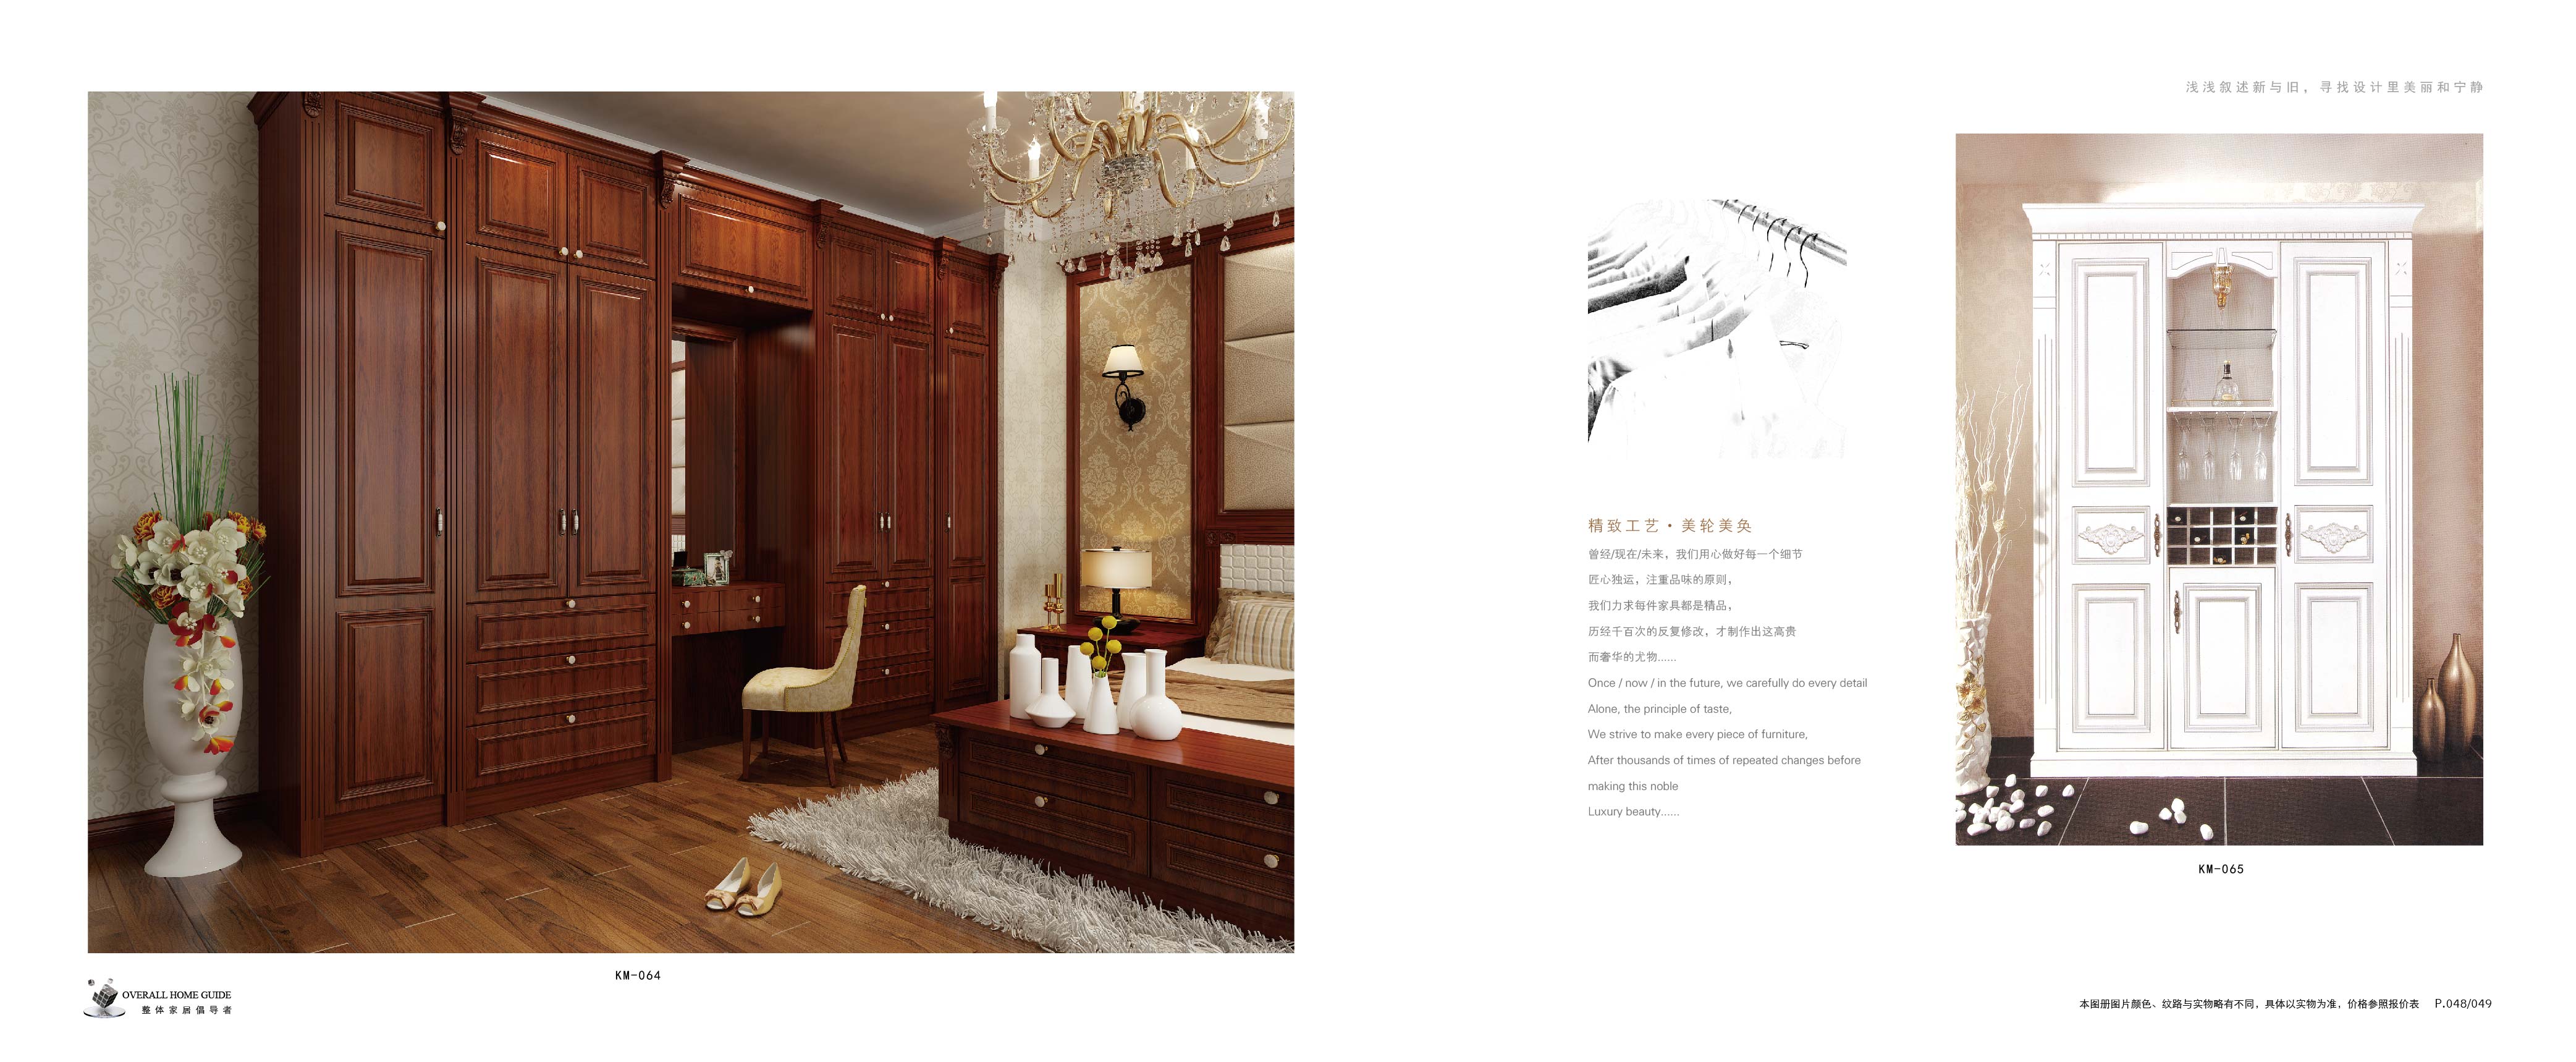 浅浅叙述新与旧，寻找设计里美丽和宁静
精致工艺·美轮美奂
曾经/现在/未来，我们用心做好每一个细节
匠心独运，注重品味的原则，
我们力求每件家具都是精品，
历经千百次的反复修改，才制作出这高贵
而奢华的尤物......
Once / now / in the future, we carefully do every detail
Alone, the principle of taste,
We strive to make every piece of furniture,
After thousands of times of repeated changes before
making this noble
Luxury beauty......
KM-065
KM-064
OVERALL HOME GUIDE
整体家居倡导者
本图册图片颜色、纹路与实物略有不同，具体以实物为准，价格参照报价表 P.048/049